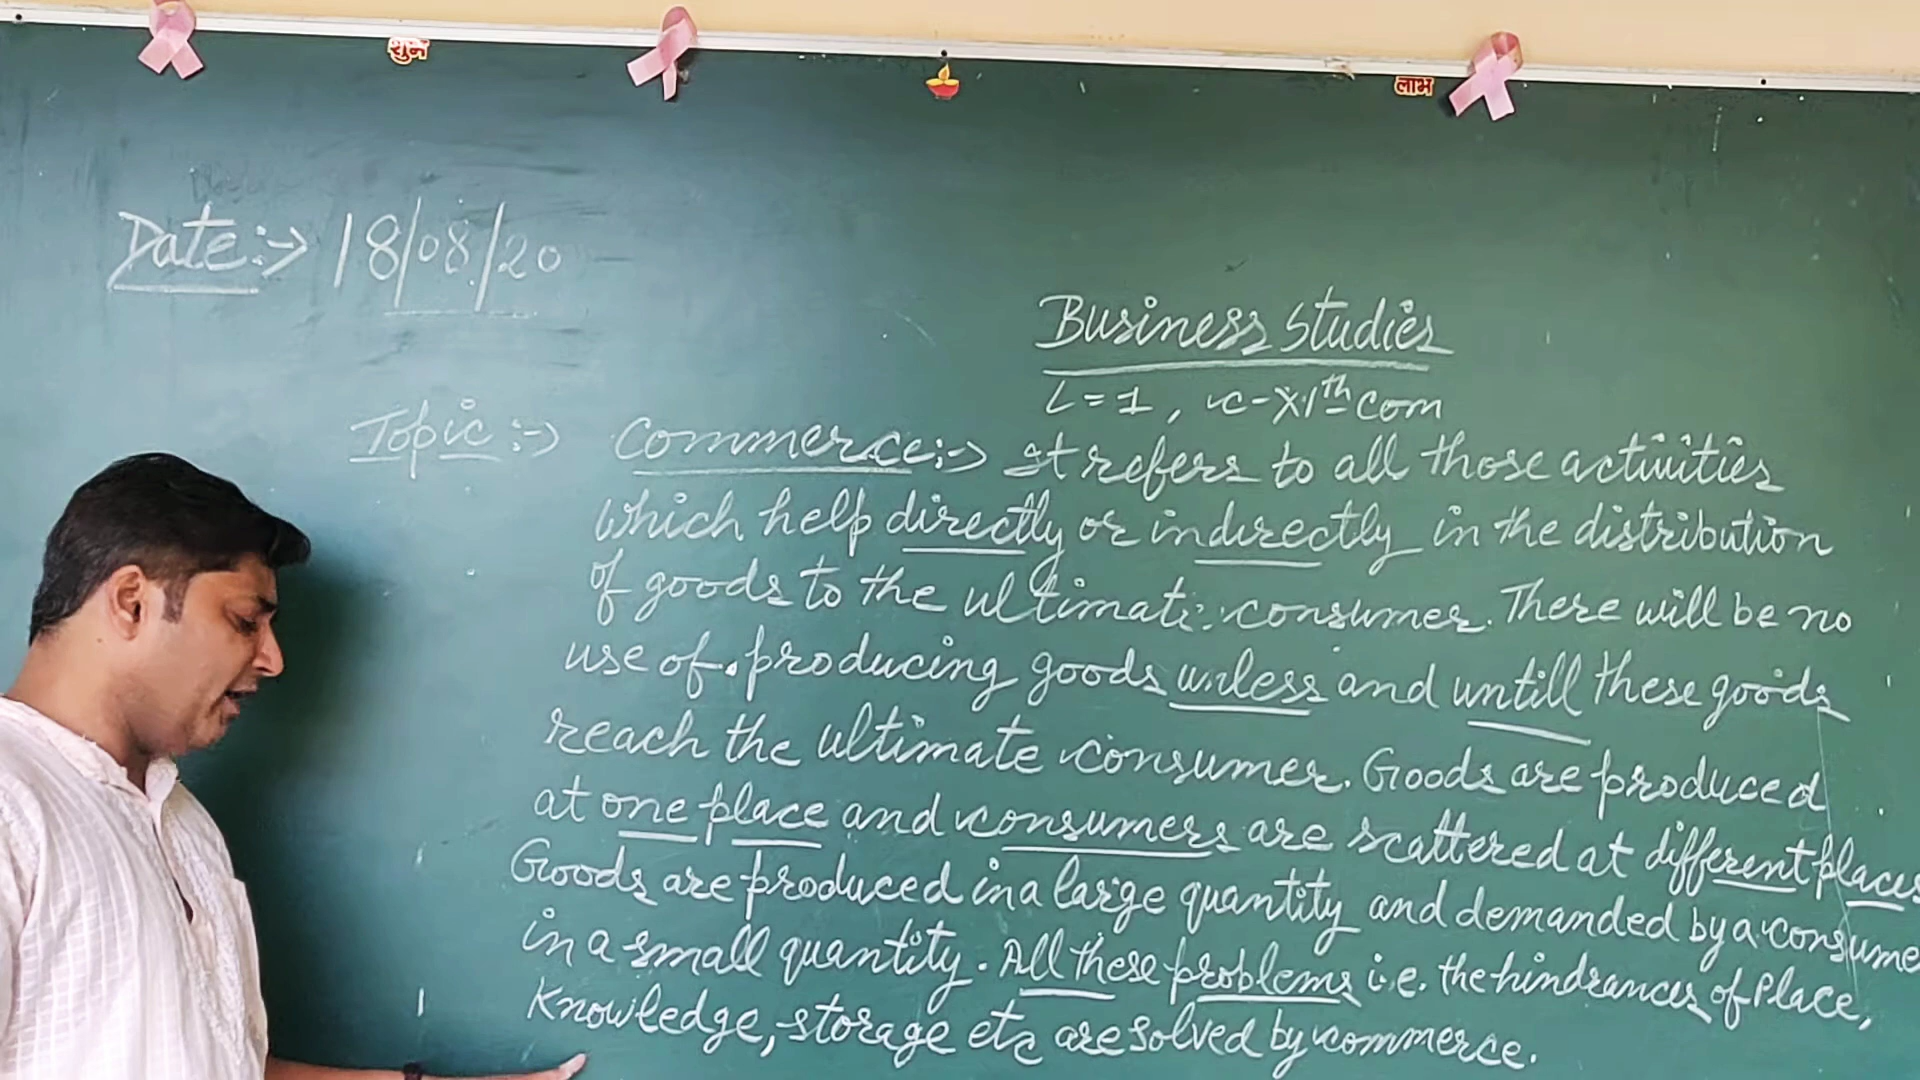 शुभ
लाभ
Date:-> 18/08/20
Business Studies
L=1, C-XIth Com
Topic:-> Commerce:-> It refers to all those activities
which help directly or indirectly in the distribution
of goods to the ultimate consumer. There will be no
use of producing goods unless and untill these goods
reach the ultimate consumer. Goods are produced
at one place and consumers are scattered at different places
Goods are produced in a large quantity and demanded by a consume
in a small quantity. All these problems i.e. the hindrances of Place,
Knowledge, storage etc are solved by commerce.